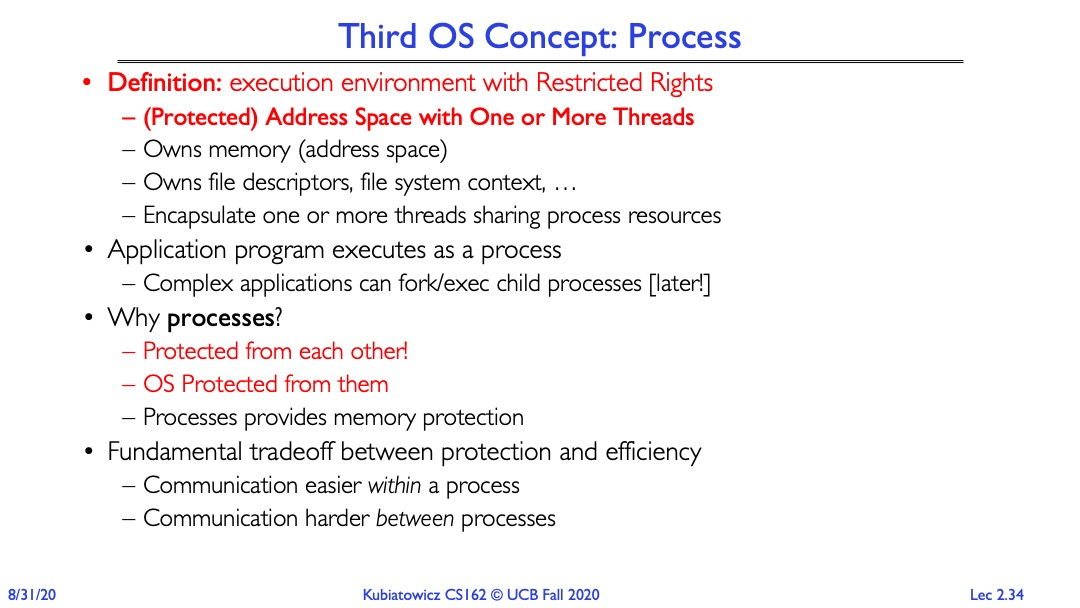 Third OS Concept: Process
• Definition: execution environment with Restricted Rights
– (Protected) Address Space with One or More Threads
– Owns memory (address space)
– Owns file descriptors, file system context, …
– Encapsulate one or more threads sharing process resources
• Application program executes as a process
– Complex applications can fork/exec child processes [later!]
• Why processes?
– Protected from each other!
– OS Protected from them
– Processes provides memory protection
• Fundamental tradeoff between protection and efficiency
– Communication easier within a process
– Communication harder between processes
8/31/20
Kubiatowicz CS162 © UCB Fall 2020
Lec 2.34